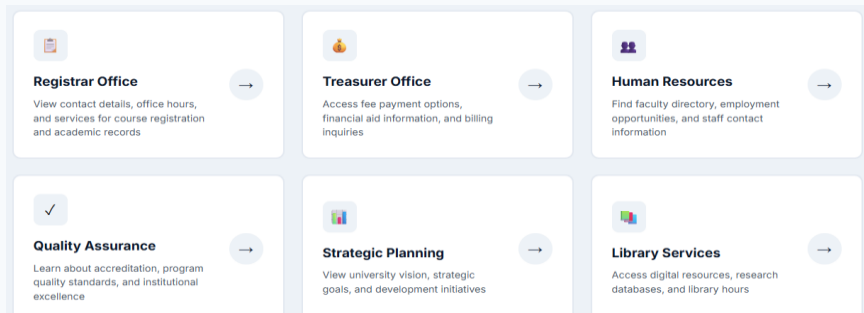 Registrar Office
View contact details, office hours,
and services for course registration
and academic records
→
Treasurer Office
Access fee payment options,
financial aid information, and billing
inquiries
→
Human Resources
Find faculty directory, employment
opportunities, and staff contact
information
→
✓
Quality Assurance
Learn about accreditation, program
quality standards, and institutional
excellence
→
Strategic Planning
View university vision, strategic
goals, and development initiatives
→
Library Services
Access digital resources, research
databases, and library hours
→